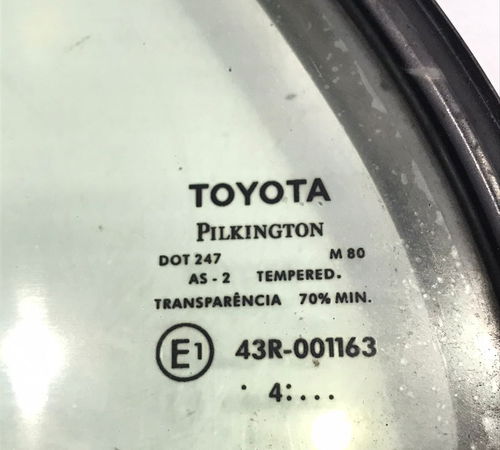 TOYOTA
PILKINGTON
DOT 247 M 80
AS - 2 TEMPERED.
TRANSPARÊNCIA 70% MIN.
E1 43R-001163
· 4:...